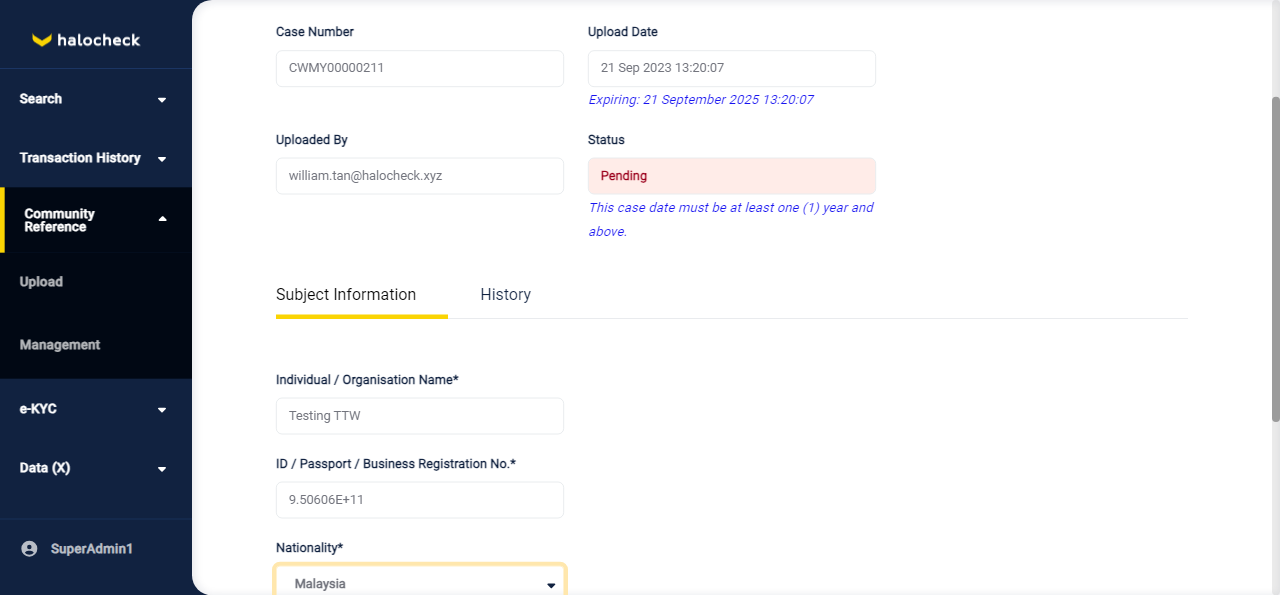 halocheck
Search
Transaction History
Community
Reference
Upload
Management
e-KYC
Data (X)
SuperAdmin1
Case Number
Upload Date
CWMY00000211
21 Sep 2023 13:20:07
Expiring: 21 September 2025 13:20:07
Uploaded By
Status
william.tan@halocheck.xyz
Pending
This case date must be at least one (1) year and
above.
Subject Information
History
Individual / Organisation Name*
Testing TTW
ID / Passport / Business Registration No.*
9.50606E+11
Nationality*
Malaysia